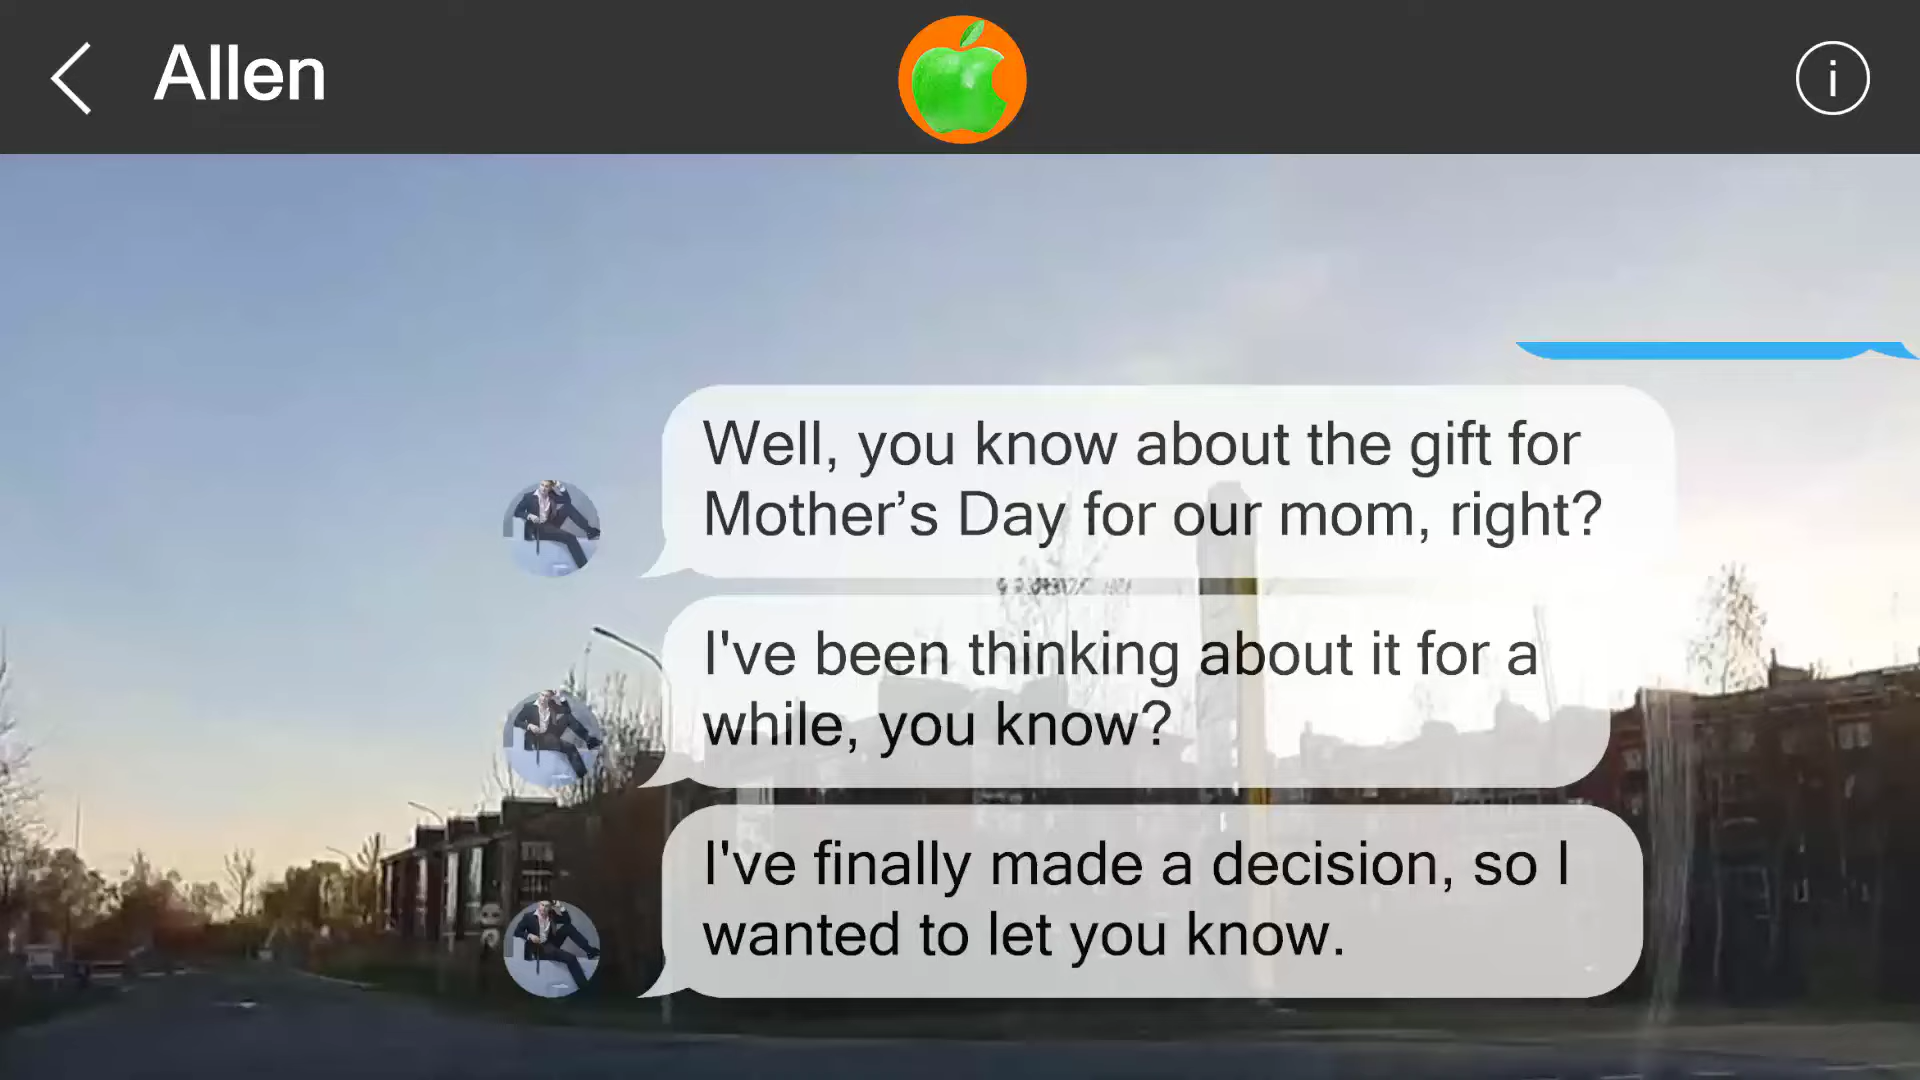 Allen
i
Well, you know about the gift for
Mother’s Day for our mom, right?
I've been thinking about it for a
while, you know?
I've finally made a decision, so I
wanted to let you know.